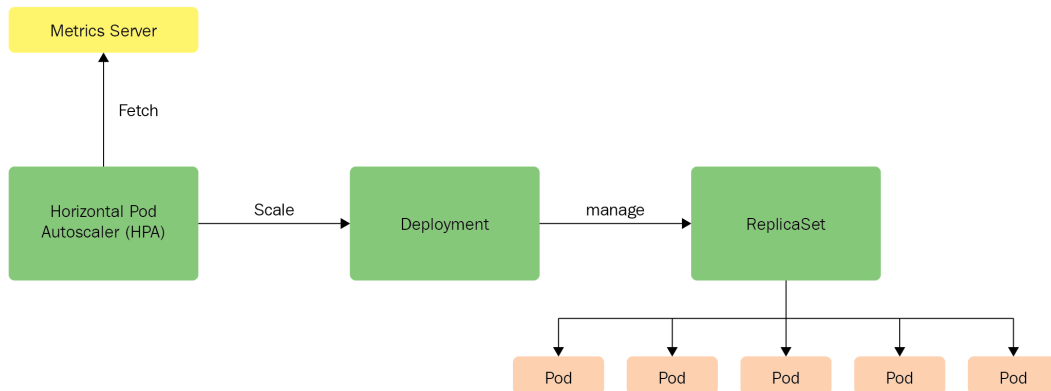 Metrics Server
Fetch
Horizontal Pod
Autoscaler (HPA)
Scale
Deployment
manage
ReplicaSet
Pod
Pod
Pod
Pod
Pod